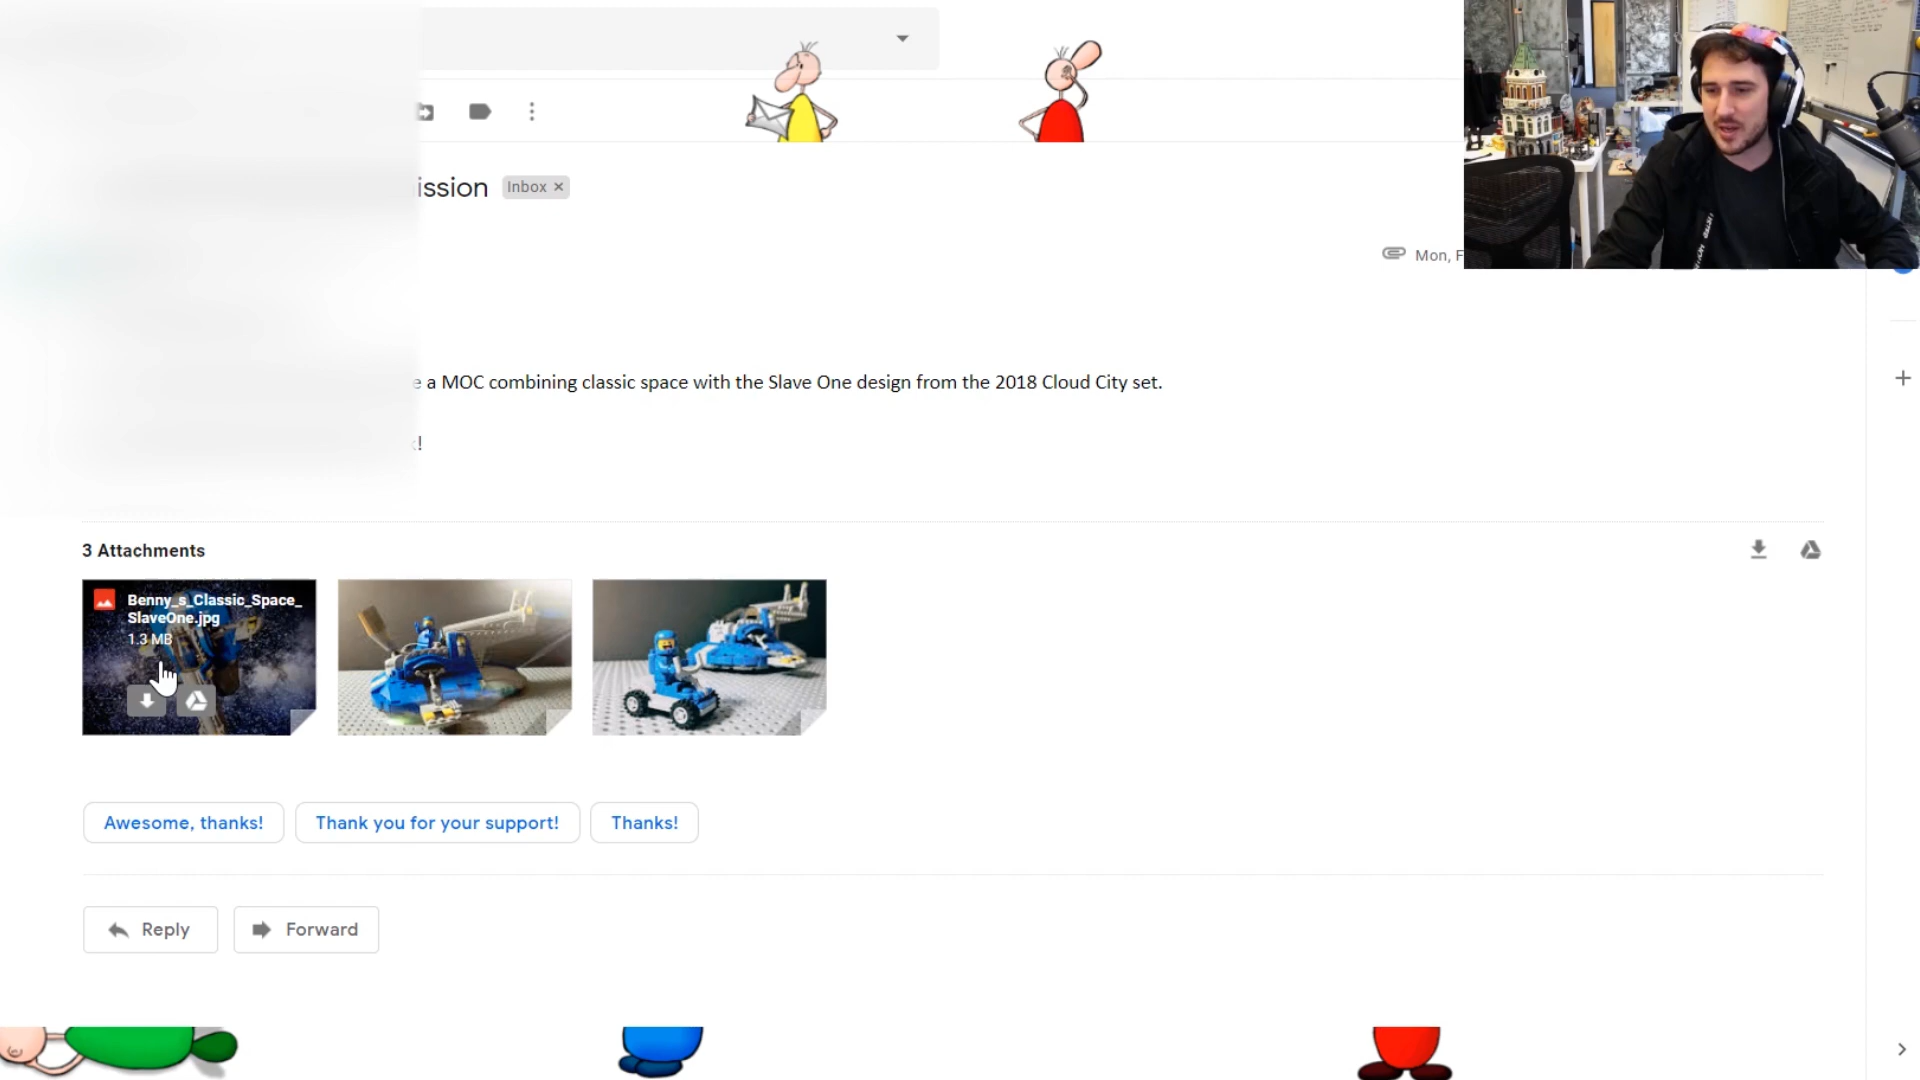 ission
Inbox ×
Mon, F
e a MOC combining classic space with the Slave One design from the 2018 Cloud City set.
!
3 Attachments
Benny_s_Classic_Space_
SlaveOne.jpg
1.3 MB
Awesome, thanks!
Thank you for your support!
Thanks!
Reply
Forward